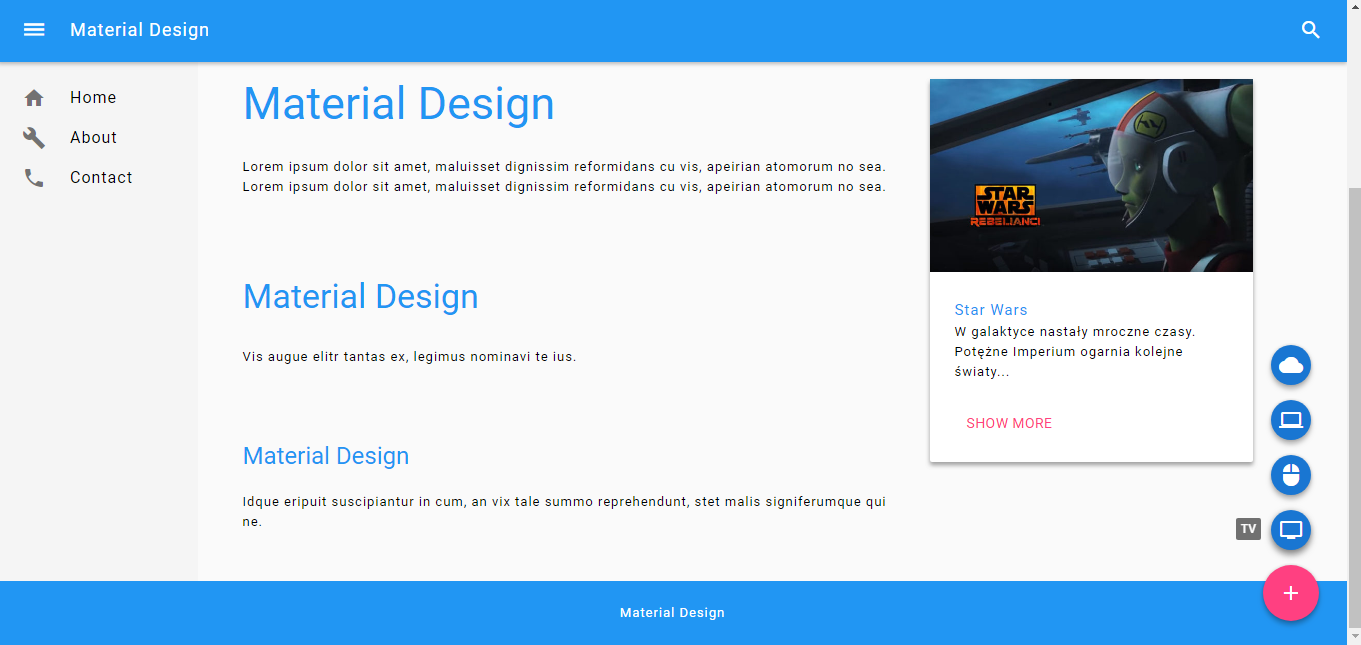 Material Design
Home
About
Contact
Material Design
Lorem ipsum dolor sit amet, maluisset dignissim reformidans cu vis, apeirian atomorum no sea.
Lorem ipsum dolor sit amet, maluisset dignissim reformidans cu vis, apeirian atomorum no sea.
Material Design
Vis augue elitr tantas ex, legimus nominavi te ius.
Material Design
Idque eripuit suscipiantur in cum, an vix tale summo reprehendunt, stet malis signiferumque qui
ne.
STAR
WARS
REBELIANCI
Star Wars
W galaktyce nastały mroczne czasy.
Potężne Imperium ogarnia kolejne
światy...
SHOW MORE
TV
Material Design